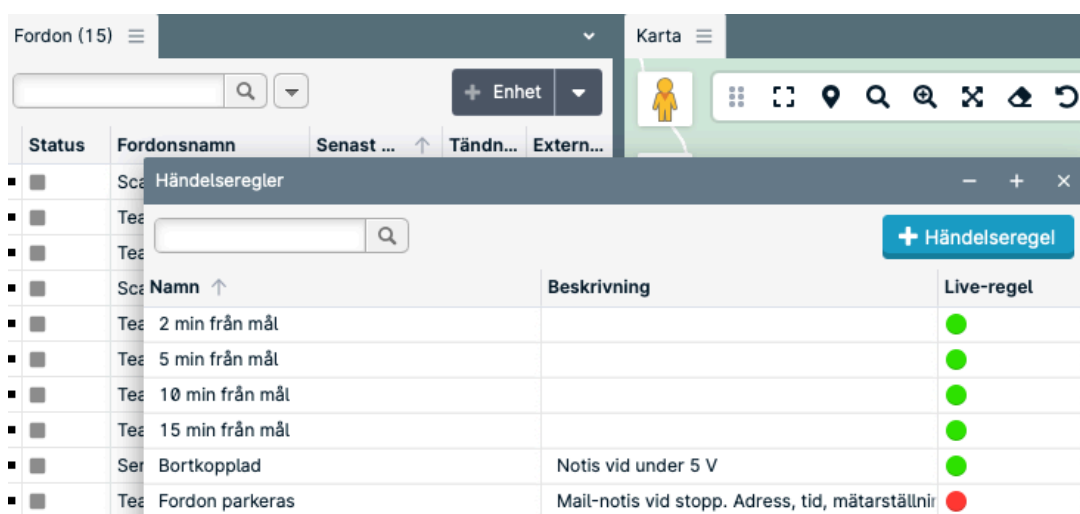 Fordon (15)
Karta
Enhet
Status Fordonsnamn Senast ... Tändn... Extern...
Sca
Händelseregler
Tea
Tea
Händelseregel
Sca
Namn Beskrivning Live-regel
Tea
2 min från mål
Tea
5 min från mål
Tea
10 min från mål
Tea
15 min från mål
Ser
Bortkopplad Notis vid under 5 V
Tea
Fordon parkeras Mail-notis vid stopp. Adress, tid, mätarställnin